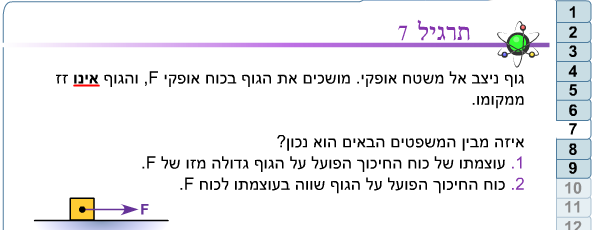 תרגיל 7
גוף ניצב אל משטח אופקי. מושכים את הגוף בכוח אופקי F, והגוף אינו זז
ממקומו.
איזה מבין המשפטים הבאים הוא נכון?
1. עוצמתו של כוח החיכוך הפועל על הגוף גדולה מזו של F.
2. כוח החיכוך הפועל על הגוף שווה בעוצמתו לכוח F.
F
1
2
3
4
5
6
7
8
9
10
11
12